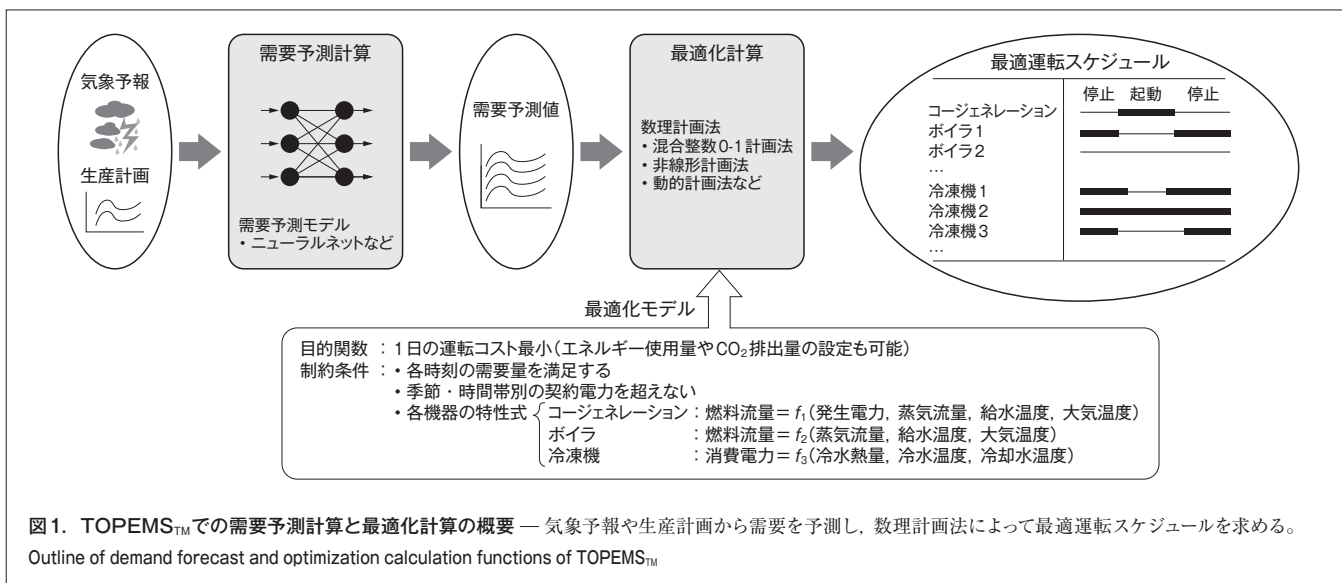 気象予報
生産計画
需要予測計算
需要予測モデル
・ニューラルネットなど
需要予測値
最適化計算
数理計画法
・混合整数0-1計画法
・非線形計画法
・動的計画法など
最適運転スケジュール
停止 起動 停止
コージェネレーション
ボイラ1
ボイラ2
…
冷凍機1
冷凍機2
冷凍機3
…
最適化モデル
目的関数 : 1日の運転コスト最小(エネルギー使用量やCO₂排出量の設定も可能)
制約条件 : ・各時刻の需要量を満足する
・季節・時間帯別の契約電力を超えない
・各機器の特性式 { コージェネレーション : 燃料流量= f₁(発生電力, 蒸気流量, 給水温度, 大気温度)
ボイラ : 燃料流量= f₂(蒸気流量, 給水温度, 大気温度)
冷凍機 : 消費電力= f₃(冷水熱量, 冷水温度, 冷却水温度)
図1. TOPEMS™での需要予測計算と最適化計算の概要 — 気象予報や生産計画から需要を予測し, 数理計画法によって最適運転スケジュールを求める。
Outline of demand forecast and optimization calculation functions of TOPEMS™